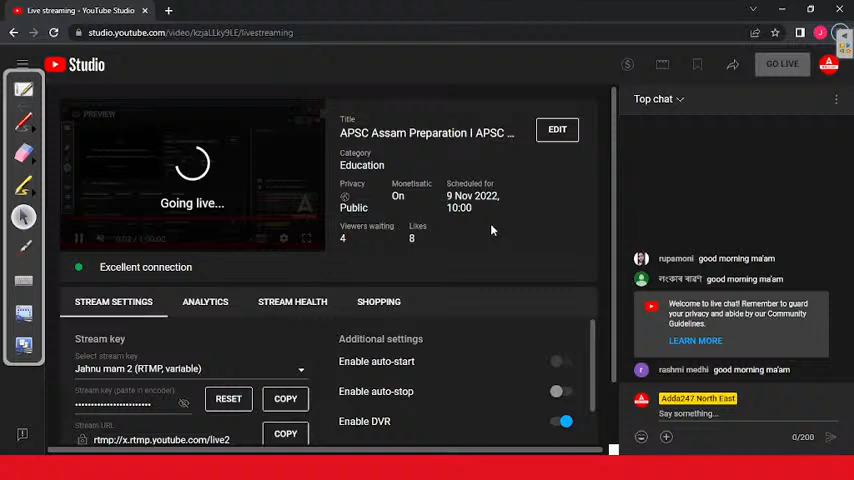 Live streaming - YouTube Studio
studio.youtube.com/video/kzjaLLky9LE/livestreaming
J
Studio
GO LIVE
PREVIEW
Going live...
Excellent connection
Title
APSC Assam Preparation I APSC ...
EDIT
Category
Education
Privacy
Monetisatic
Scheduled for
Public
On
9 Nov 2022,
10:00
Viewers waiting
Likes
4
8
STREAM SETTINGS
ANALYTICS
STREAM HEALTH
SHOPPING
Stream key
Select stream key
Jahnu mam 2 (RTMP, variable)
Stream key (paste in encoder)
RESET
COPY
Stream URL
rtmp://x.rtmp.youtube.com/live2
COPY
Additional settings
Enable auto-start
Enable auto-stop
Enable DVR
Top chat
rupamoni good morning ma'am
good morning ma'am
Welcome to live chat! Remember to guard
your privacy and abide by our Community
Guidelines.
LEARN MORE
r
rashmi medhi good morning ma'am
Adda247 North East
Say something...
0/200